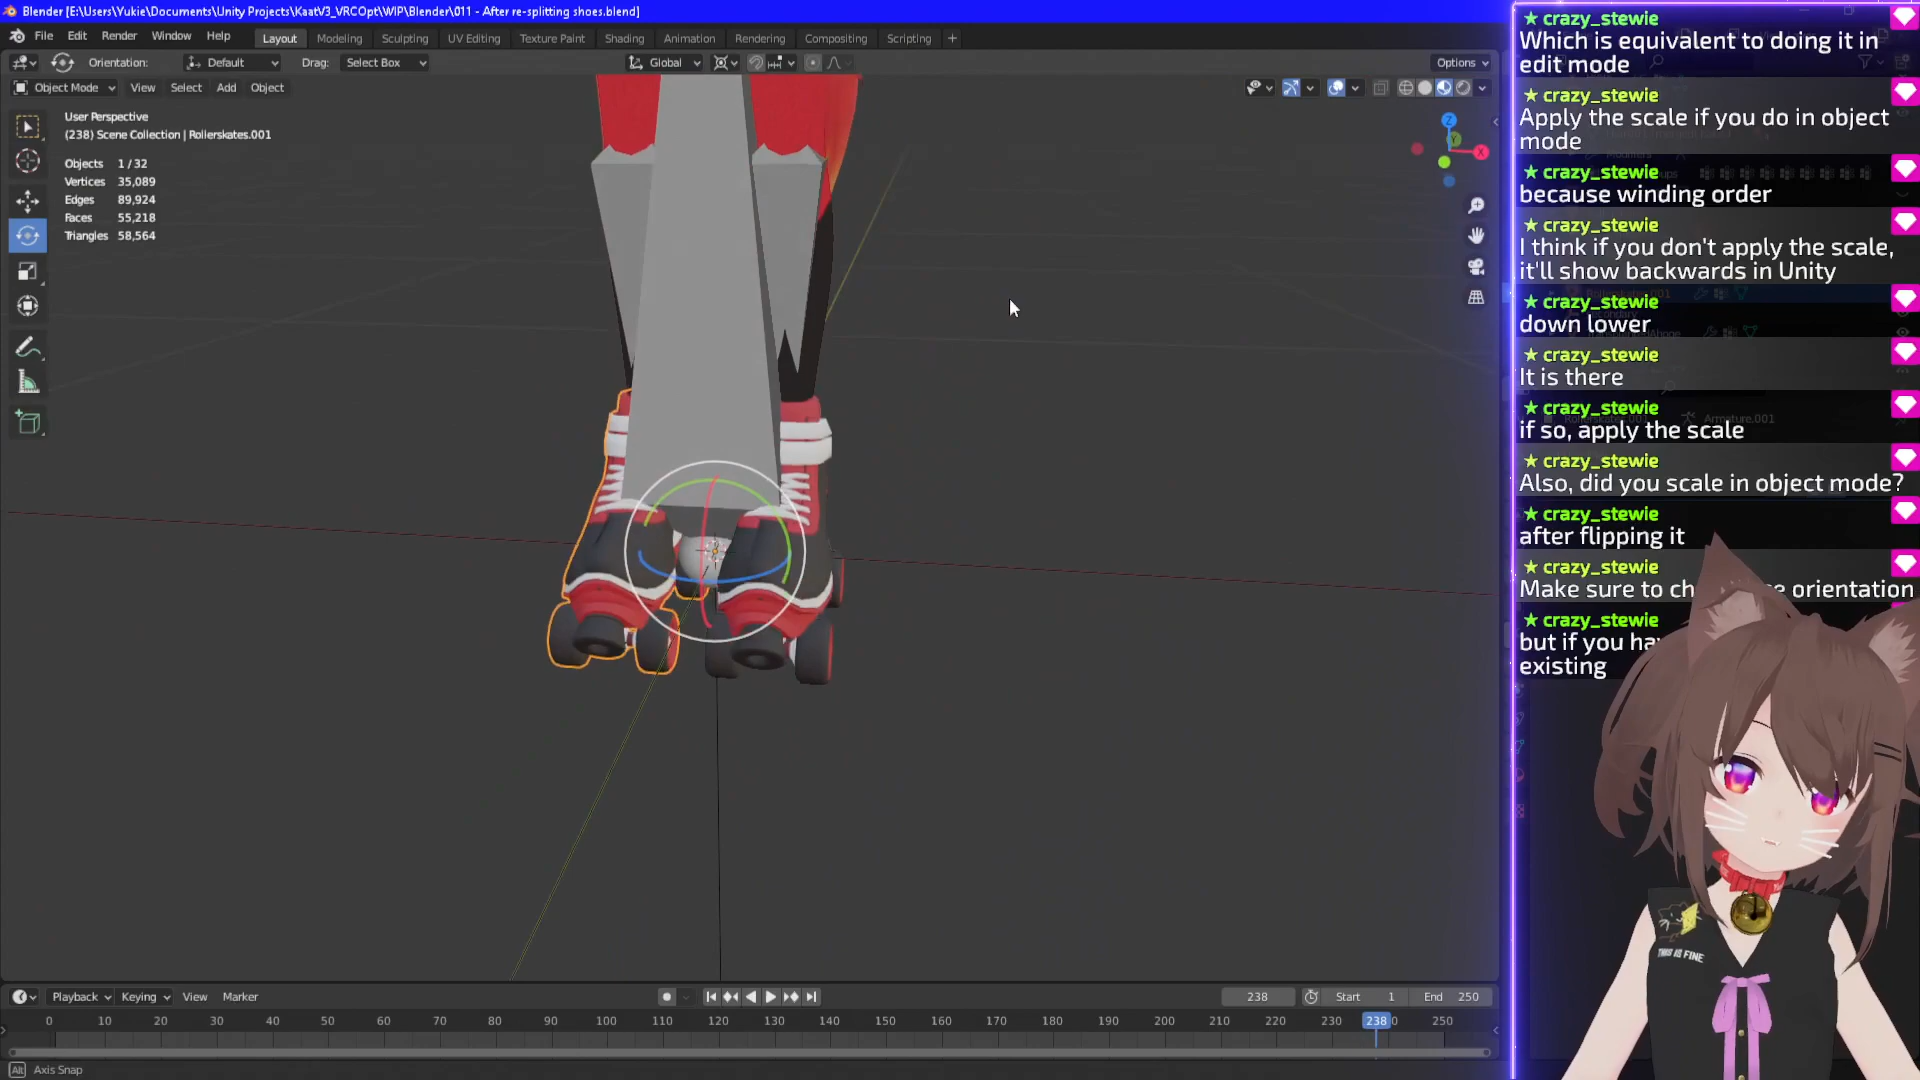 Blender [E:\Users\Yukie\Documents\Unity Projects\KaatV3_VRCOpt\WIP\Blender\011 - After re-splitting shoes.blend]
File Edit Render Window Help
Layout Modeling Sculpting UV Editing Texture Paint Shading Animation Rendering Compositing Scripting
Orientation: Default Drag: Select Box Global Options
Object Mode View Select Add Object
User Perspective
(238) Scene Collection | Rollerskates.001
Objects 1 / 32
Vertices 35,089
Edges 89,924
Faces 55,218
Triangles 58,564
Z
X
Playback Keying View Marker 238 Start 1 End 250
0 10 20 30 40 50 60 70 80 90 100 110 120 130 140 150 160 170 180 190 200 210 220 230 238 0 250
Alt Axis Snap
crazy_stewie
Which is equivalent to doing it in
edit mode
crazy_stewie
Apply the scale if you do in object
mode
crazy_stewie
because winding order
crazy_stewie
I think if you don't apply the scale,
it'll show backwards in Unity
crazy_stewie
down lower
crazy_stewie
It is there
crazy_stewie
if so, apply the scale
crazy_stewie
Also, did you scale in object mode?
crazy_stewie
after flipping it
crazy_stewie
Make sure to orientation
crazy_stewie
but if you
existing
Armature.001
THIS IS FINE